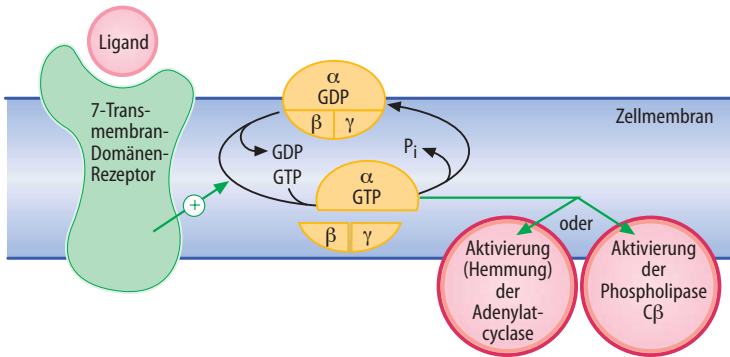 Ligand
7-Trans-
membran-
Domänen-
Rezeptor
+
α
GDP
β γ
GDP
GTP
Pi
α
GTP
β γ
Zellmembran
oder
Aktivierung
(Hemmung)
der
Adenylat-
cyclase
Aktivierung
der
Phospholipase
Cβ